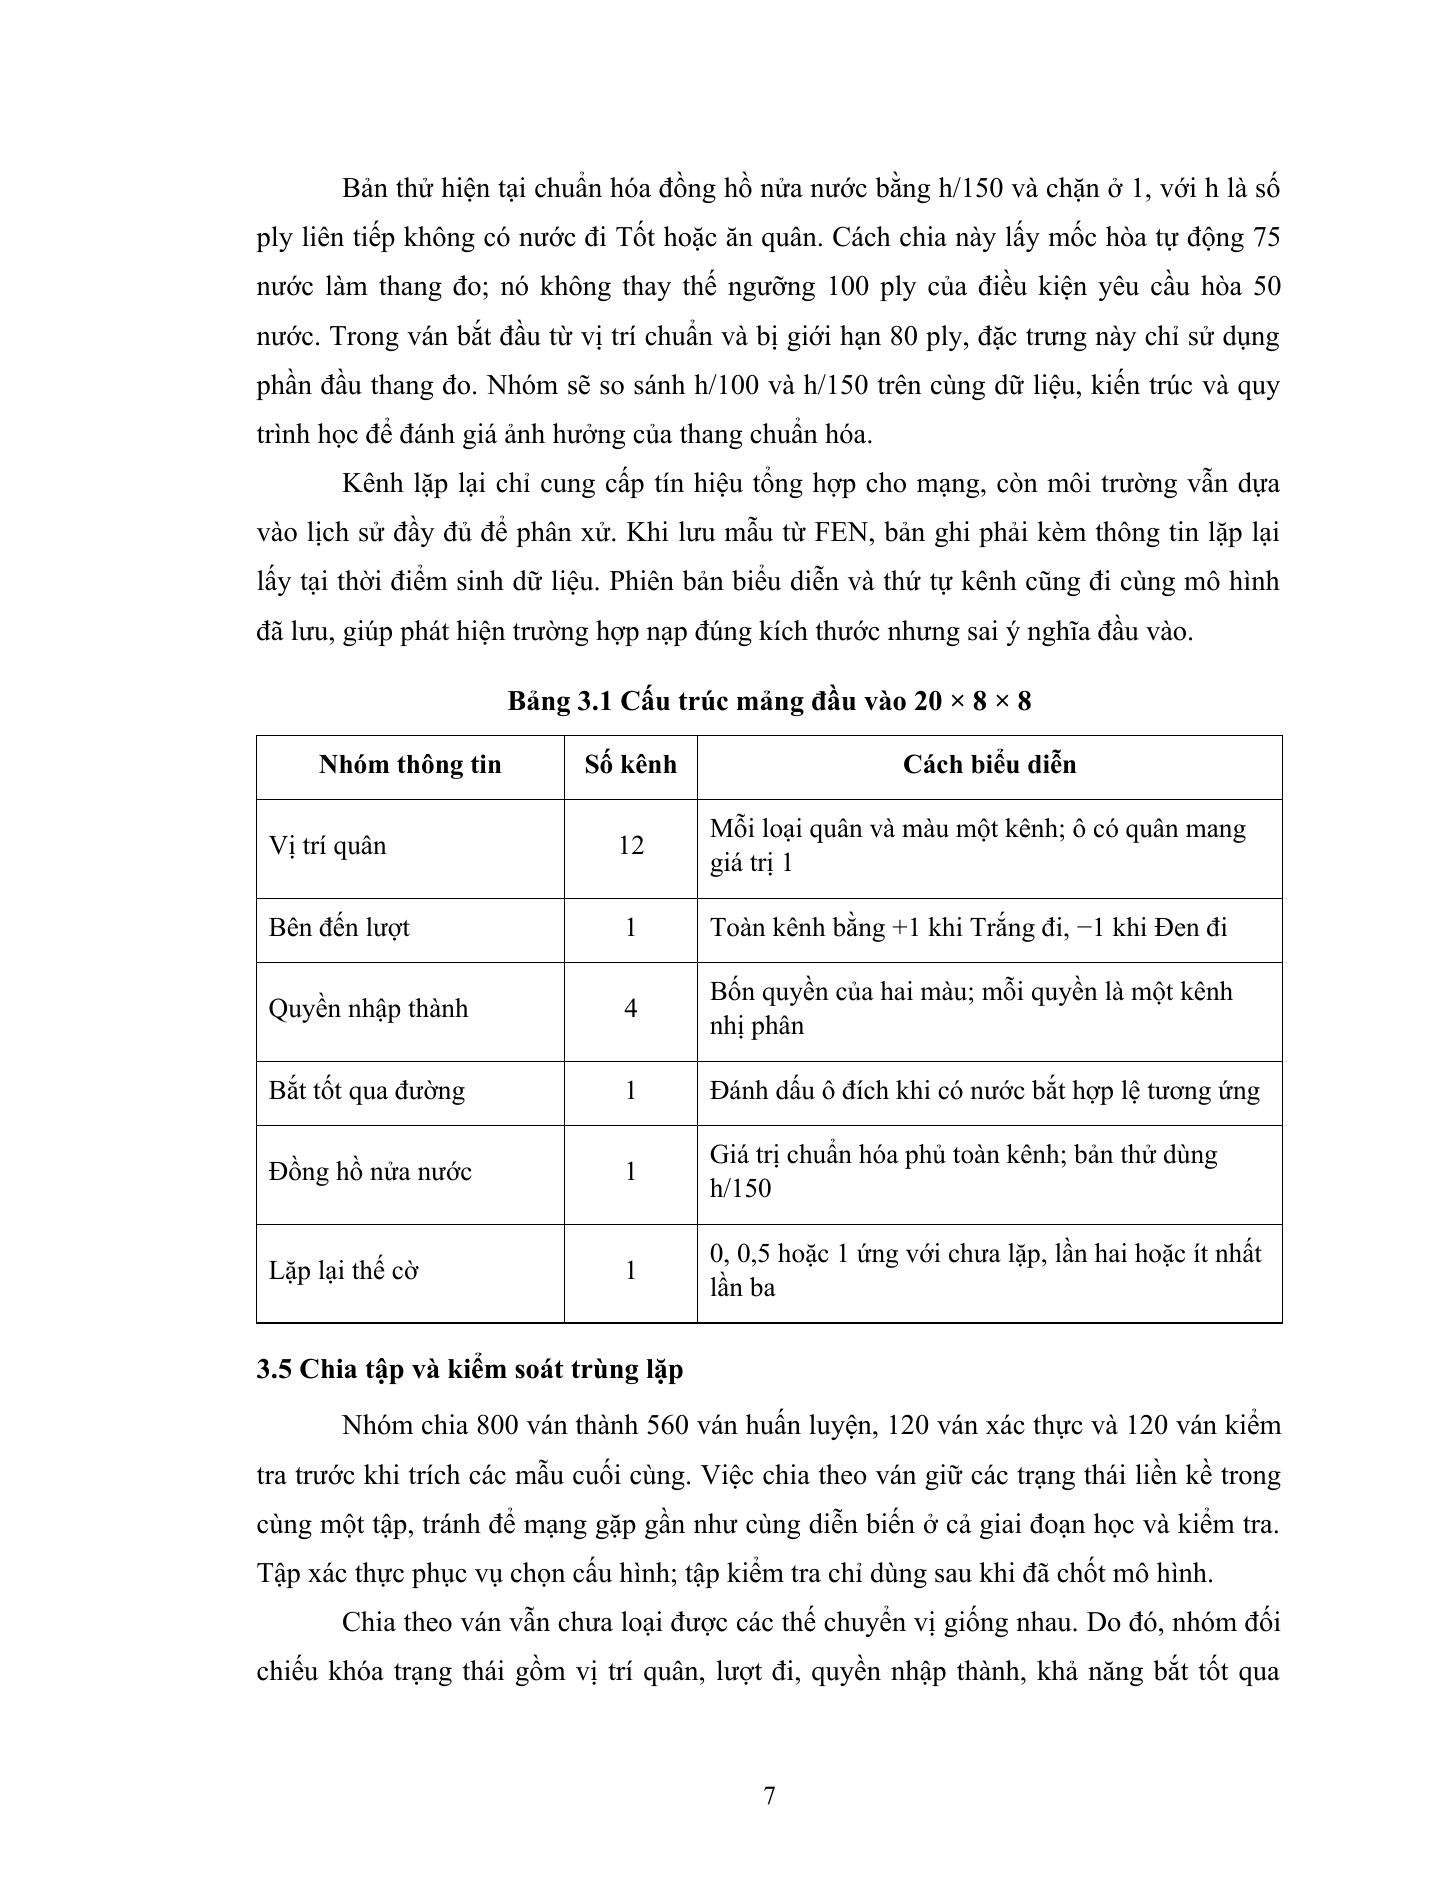 Bản thử hiện tại chuẩn hóa đồng hồ nửa nước bằng h/150 và chặn ở 1, với h là số
ply liên tiếp không có nước đi Tốt hoặc ăn quân. Cách chia này lấy mốc hòa tự động 75
nước làm thang đo; nó không thay thế ngưỡng 100 ply của điều kiện yêu cầu hòa 50
nước. Trong ván bắt đầu từ vị trí chuẩn và bị giới hạn 80 ply, đặc trưng này chỉ sử dụng
phần đầu thang đo. Nhóm sẽ so sánh h/100 và h/150 trên cùng dữ liệu, kiến trúc và quy
trình học để đánh giá ảnh hưởng của thang chuẩn hóa.
Kênh lặp lại chỉ cung cấp tín hiệu tổng hợp cho mạng, còn môi trường vẫn dựa
vào lịch sử đầy đủ để phân xử. Khi lưu mẫu từ FEN, bản ghi phải kèm thông tin lặp lại
lấy tại thời điểm sinh dữ liệu. Phiên bản biểu diễn và thứ tự kênh cũng đi cùng mô hình
đã lưu, giúp phát hiện trường hợp nạp đúng kích thước nhưng sai ý nghĩa đầu vào.
Bảng 3.1 Cấu trúc mảng đầu vào 20 × 8 × 8
Nhóm thông tin Số kênh Cách biểu diễn
Vị trí quân 12 Mỗi loại quân và màu một kênh; ô có quân mang
giá trị 1
Bên đến lượt 1 Toàn kênh bằng +1 khi Trắng đi, −1 khi Đen đi
Quyền nhập thành 4 Bốn quyền của hai màu; mỗi quyền là một kênh
nhị phân
Bắt tốt qua đường 1 Đánh dấu ô đích khi có nước bắt hợp lệ tương ứng
Đồng hồ nửa nước 1 Giá trị chuẩn hóa phủ toàn kênh; bản thử dùng
h/150
Lặp lại thế cờ 1 0, 0,5 hoặc 1 ứng với chưa lặp, lần hai hoặc ít nhất
lần ba
3.5 Chia tập và kiểm soát trùng lặp
Nhóm chia 800 ván thành 560 ván huấn luyện, 120 ván xác thực và 120 ván kiểm
tra trước khi trích các mẫu cuối cùng. Việc chia theo ván giữ các trạng thái liền kề trong
cùng một tập, tránh để mạng gặp gần như cùng diễn biến ở cả giai đoạn học và kiểm tra.
Tập xác thực phục vụ chọn cấu hình; tập kiểm tra chỉ dùng sau khi đã chốt mô hình.
Chia theo ván vẫn chưa loại được các thế chuyển vị giống nhau. Do đó, nhóm đối
chiếu khóa trạng thái gồm vị trí quân, lượt đi, quyền nhập thành, khả năng bắt tốt qua
7